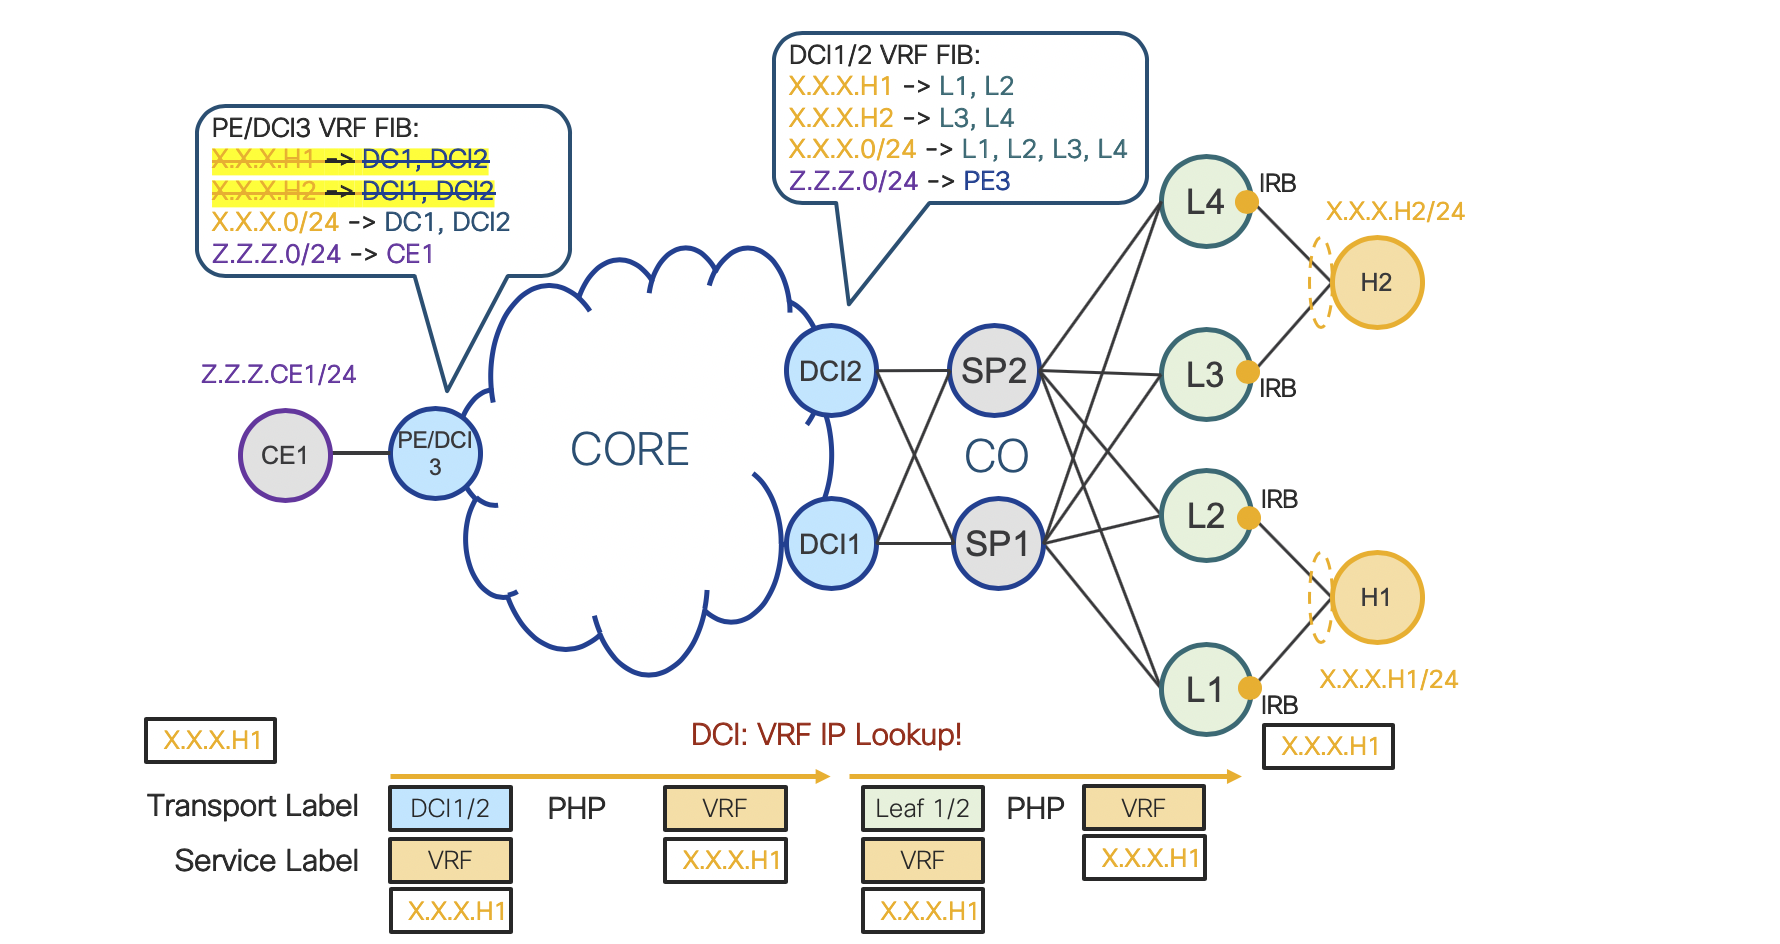 DCI1/2 VRF FIB:
X.X.X.H1 -> L1, L2
X.X.X.H2 -> L3, L4
X.X.X.0/24 -> L1, L2, L3, L4
Z.Z.Z.0/24 -> PE3
PE/DCI3 VRF FIB:
X.X.X.H1 -> DC1, DCI2
X.X.X.H2 -> DCI1, DCI2
X.X.X.0/24 -> DC1, DCI2
Z.Z.Z.0/24 -> CE1
L4
IRB
X.X.X.H2/24
H2
Z.Z.Z.CE1/24
DCI2
SP2
L3
IRB
CE1
PE/DCI
3
CORE
CO
L2
IRB
DCI1
SP1
H1
X.X.X.H1/24
L1
IRB
X.X.X.H1
DCI: VRF IP Lookup!
X.X.X.H1
Transport Label
DCI1/2
PHP
VRF
Leaf 1/2
PHP
VRF
Service Label
VRF
X.X.X.H1
VRF
X.X.X.H1
X.X.X.H1
X.X.X.H1